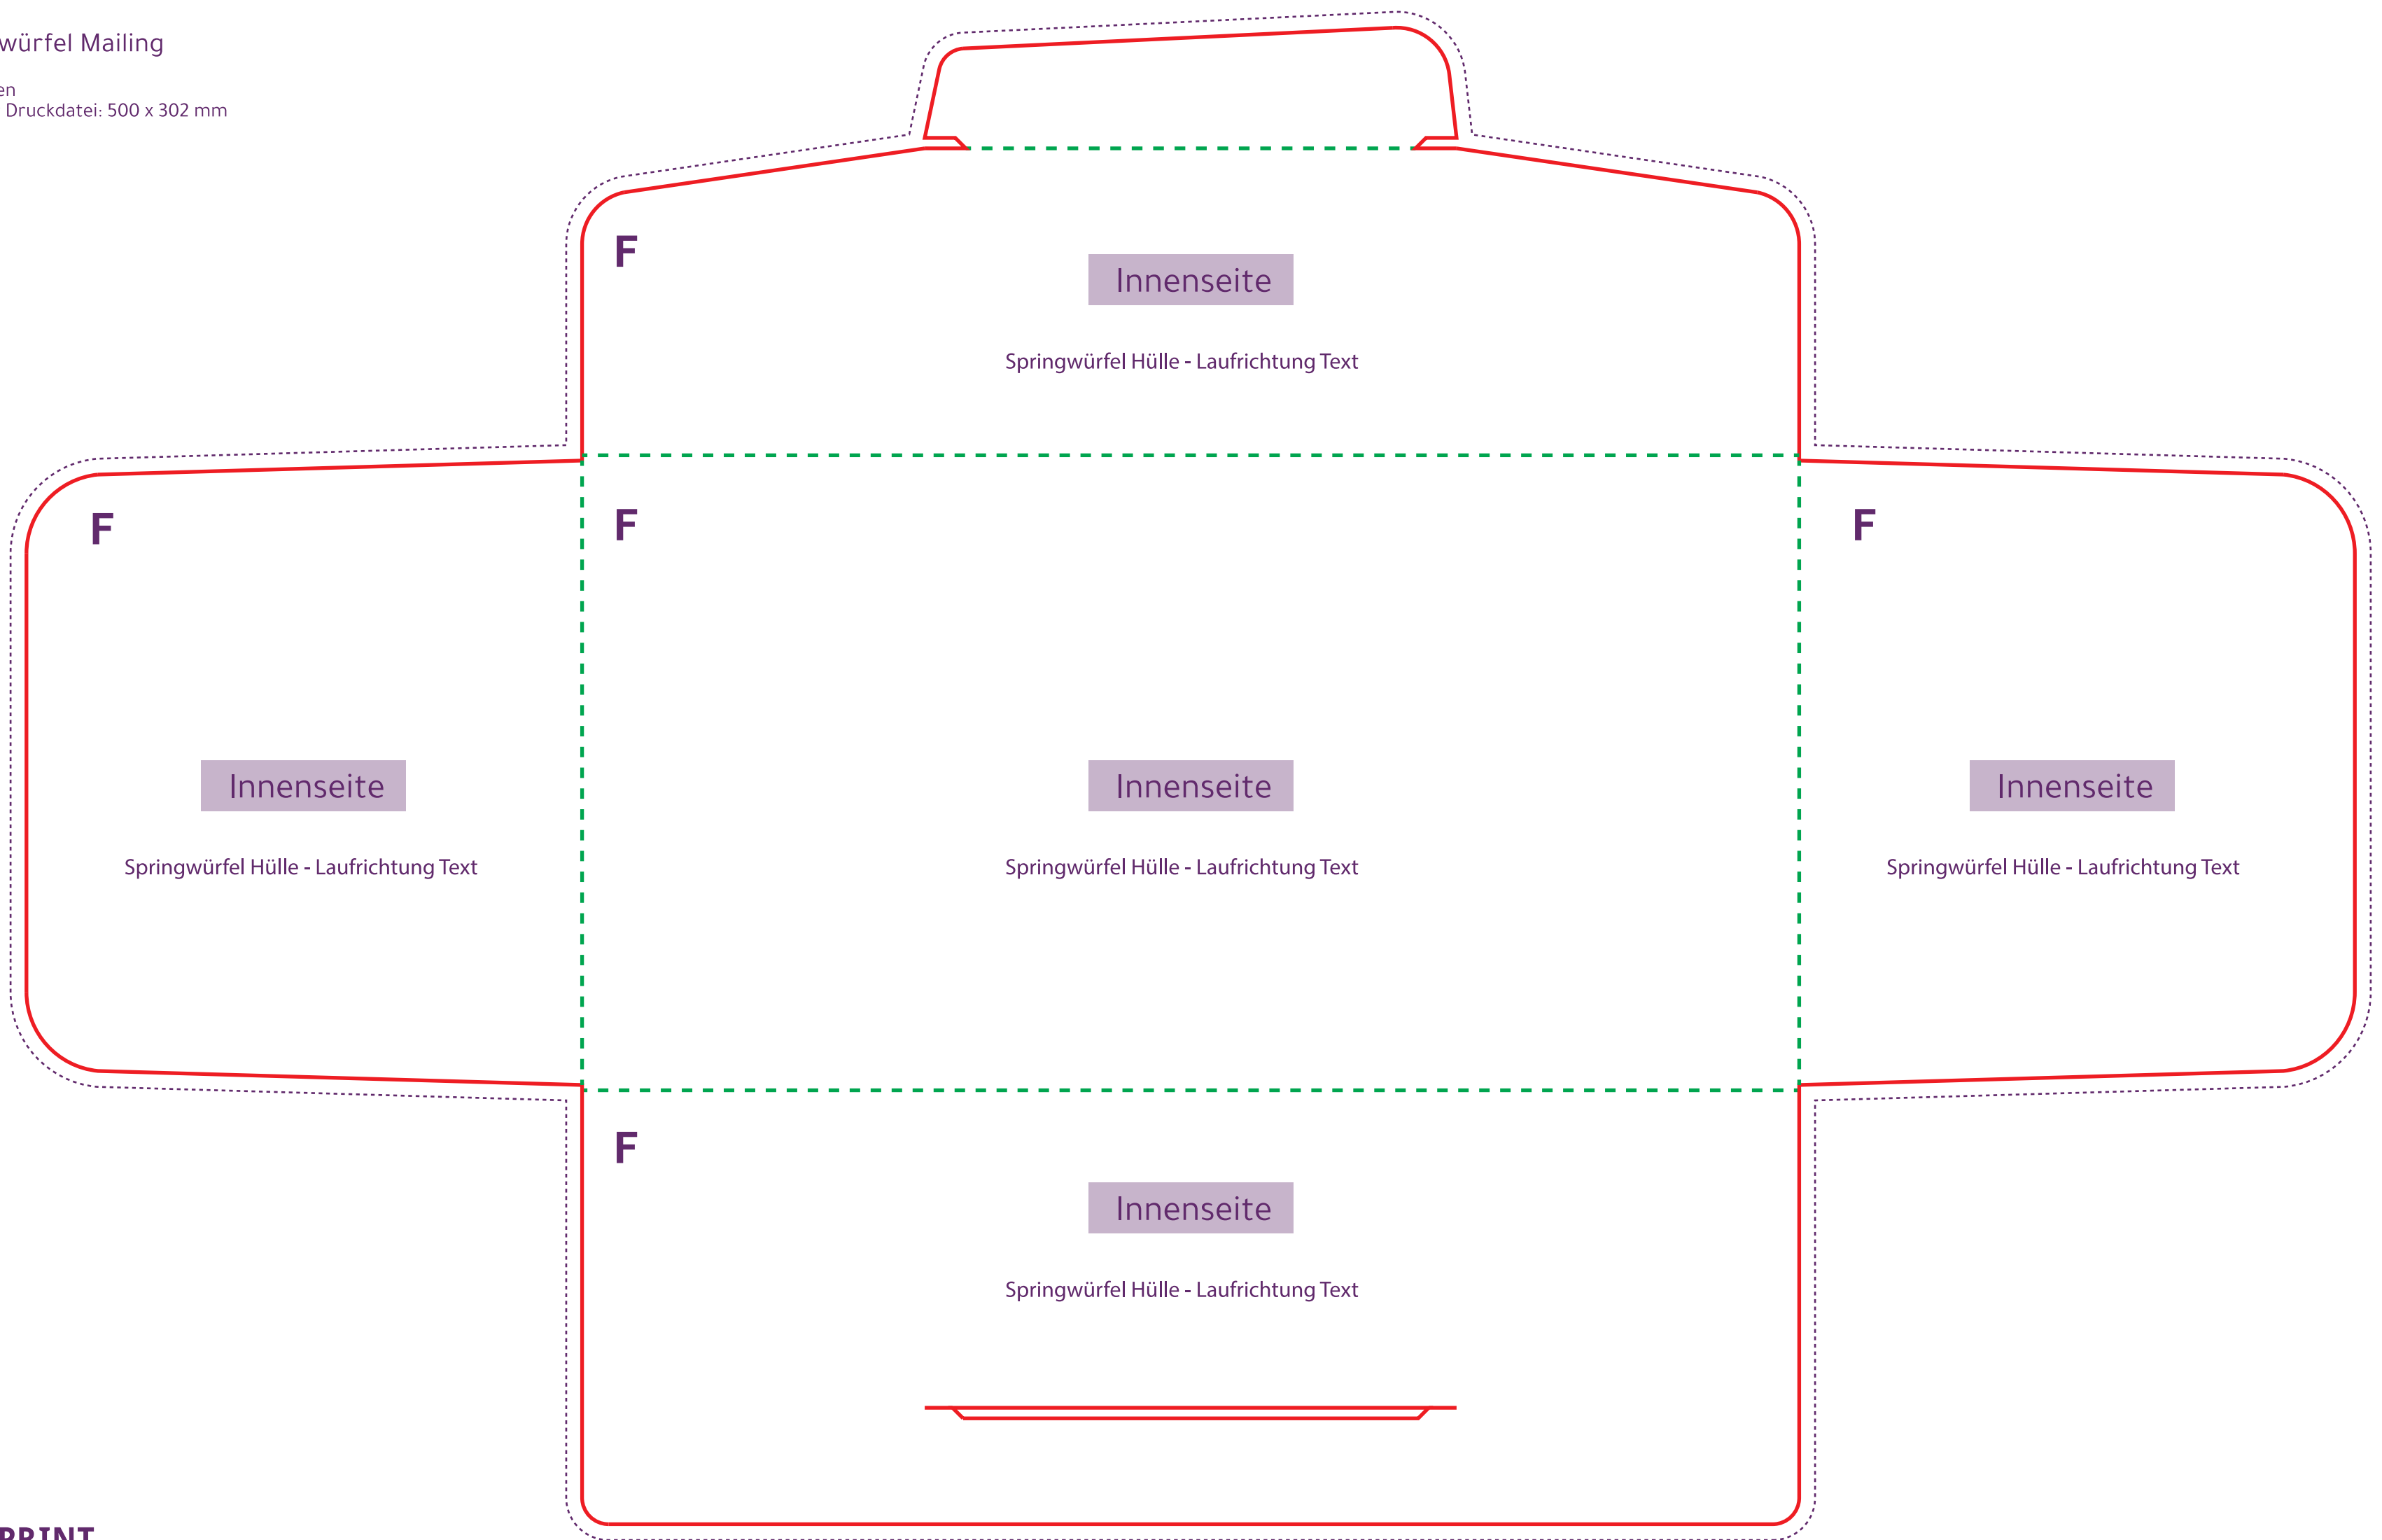 würfel Mailing
en
Druckdatei: 500 x 302 mm
F
Innenseite
Springwürfel Hülle - Laufrichtung Text
F
F
F
Innenseite
Innenseite
Innenseite
Springwürfel Hülle - Laufrichtung Text
Springwürfel Hülle - Laufrichtung Text
Springwürfel Hülle - Laufrichtung Text
F
Innenseite
Springwürfel Hülle - Laufrichtung Text
PRINT